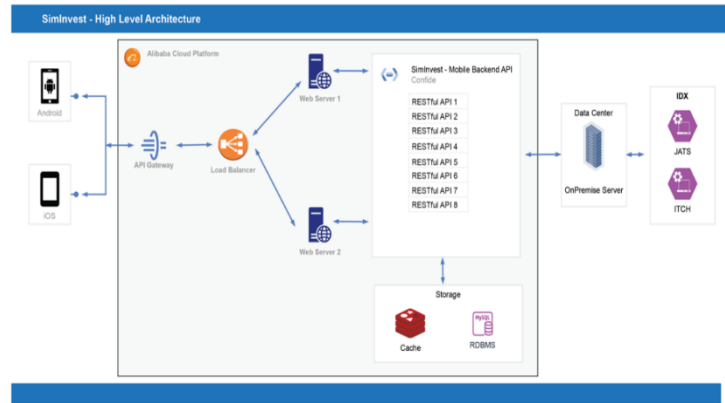 SimInvest - High Level Architecture
Alibaba Cloud Platform
Android
iOS
API Gateway
Load Balancer
Web Server 1
Web Server 2
SimInvest - Mobile Backend API
Confide
RESTful API 1
RESTful API 2
RESTful API 3
RESTful API 4
RESTful API 5
RESTful API 6
RESTful API 7
RESTful API 8
Storage
Cache
MySQL
RDBMS
Data Center
OnPremise Server
IDX
JATS
ITCH